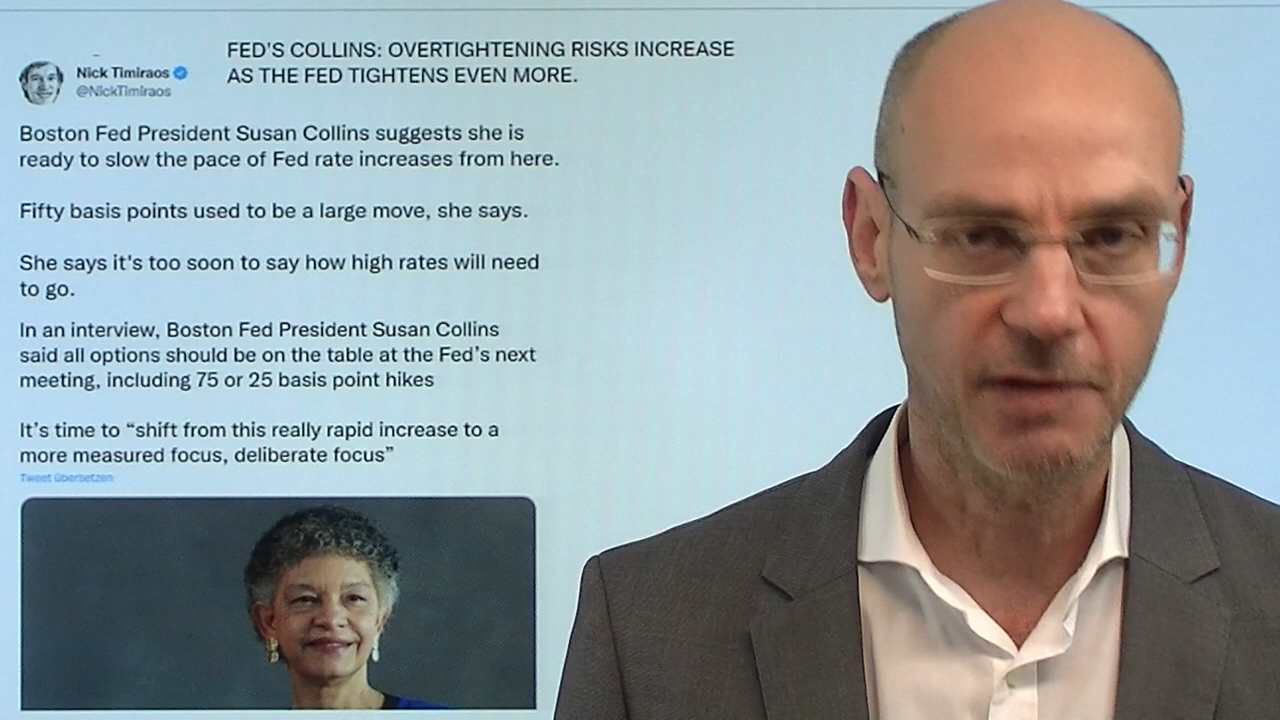 FED'S COLLINS: OVERTIGHTENING RISKS INCREASE
AS THE FED TIGHTENS EVEN MORE.
Nick Timiraos
@NickTimiraos
Boston Fed President Susan Collins suggests she is
ready to slow the pace of Fed rate increases from here.
Fifty basis points used to be a large move, she says.
She says it's too soon to say how high rates will need
to go.
In an interview, Boston Fed President Susan Collins
said all options should be on the table at the Fed's next
meeting, including 75 or 25 basis point hikes
It's time to “shift from this really rapid increase to a
more measured focus, deliberate focus”
Tweet übersetzen